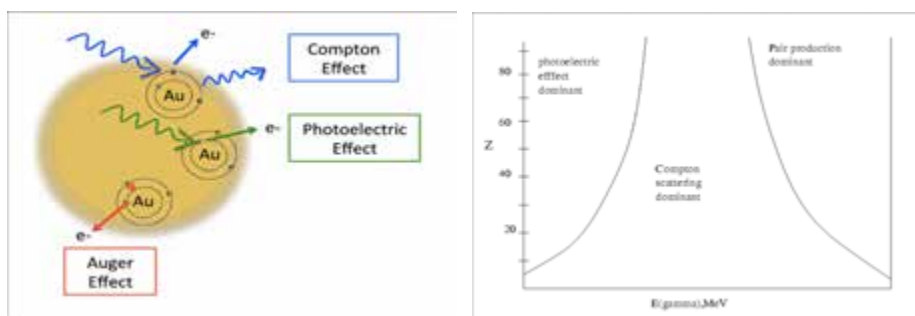 e-
Compton
Effect
Au
e-
Photoelectric
Effect
Au
Au
e-
Auger
Effect
photoelectric
efffect
dominant
Pair production
dominant
80
60
Z
40
20
Compton
scattering
dominant
E(gamma),MeV